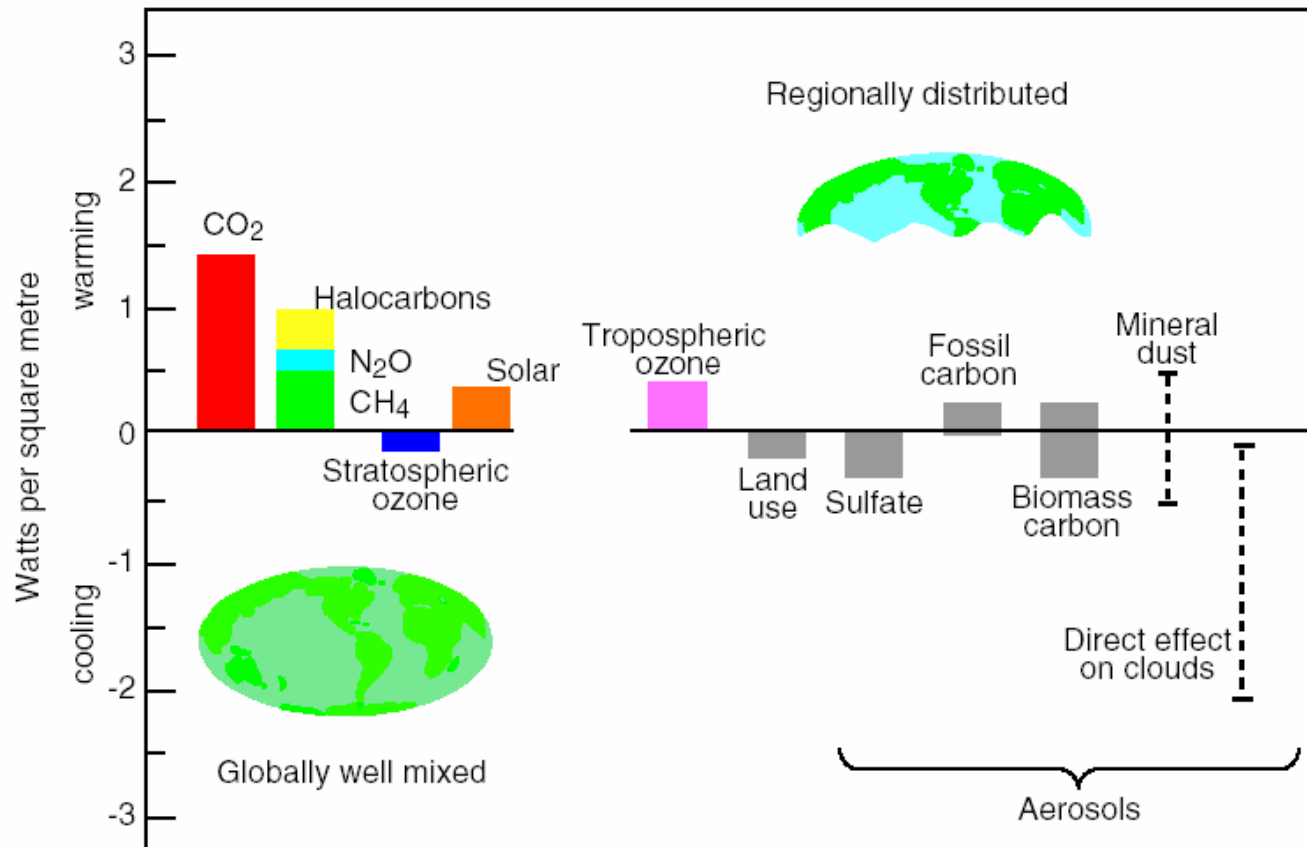 3
2
1
0
-1
-2
-3
Watts per square metre
warming
cooling
CO₂
Halocarbons
N₂O
CH₄
Solar
Stratospheric
ozone
Globally well mixed
Regionally distributed
Tropospheric
ozone
Land
use
Sulfate
Fossil
carbon
Biomass
carbon
Mineral
dust
Direct effect
on clouds
Aerosols